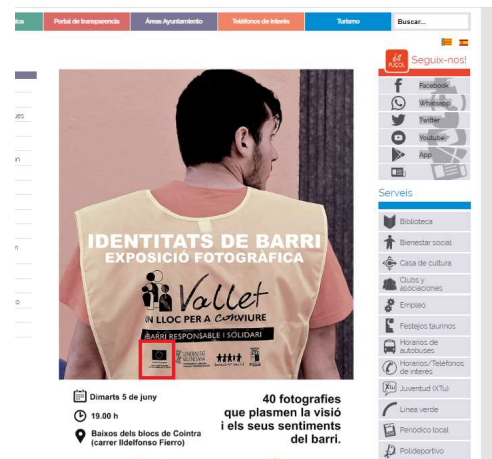 Portal de transparencia
Áreas Ayuntamiento
Teléfonos de interés
Turismo
Buscar...
Seguix-nos!
Facebook
Whatsapp
Twitter
Youtube
App
Serveis
Biblioteca
Bienestar social
Casa de cultura
Clubs y
asociaciones
Empleo
Festejos taurinos
Horarios de
autobuses
Horarios/Teléfonos
de interés
Juventud (XTu)
Línea verde
Periódico local
Polideportivo
IDENTITATS DE BARRI
EXPOSICIÓ FOTOGRÀFICA
Vallet
UN LLOC PER A CONVIURE
BARRI RESPONSABLE I SOLIDARI
GENERALITAT
VALENCIANA
Dimarts 5 de juny
19.00 h
Baixos dels blocs de Cointra
(carrer Ildelfonso Fierro)
40 fotografies
que plasmen la visió
i els seus sentiments
del barri.